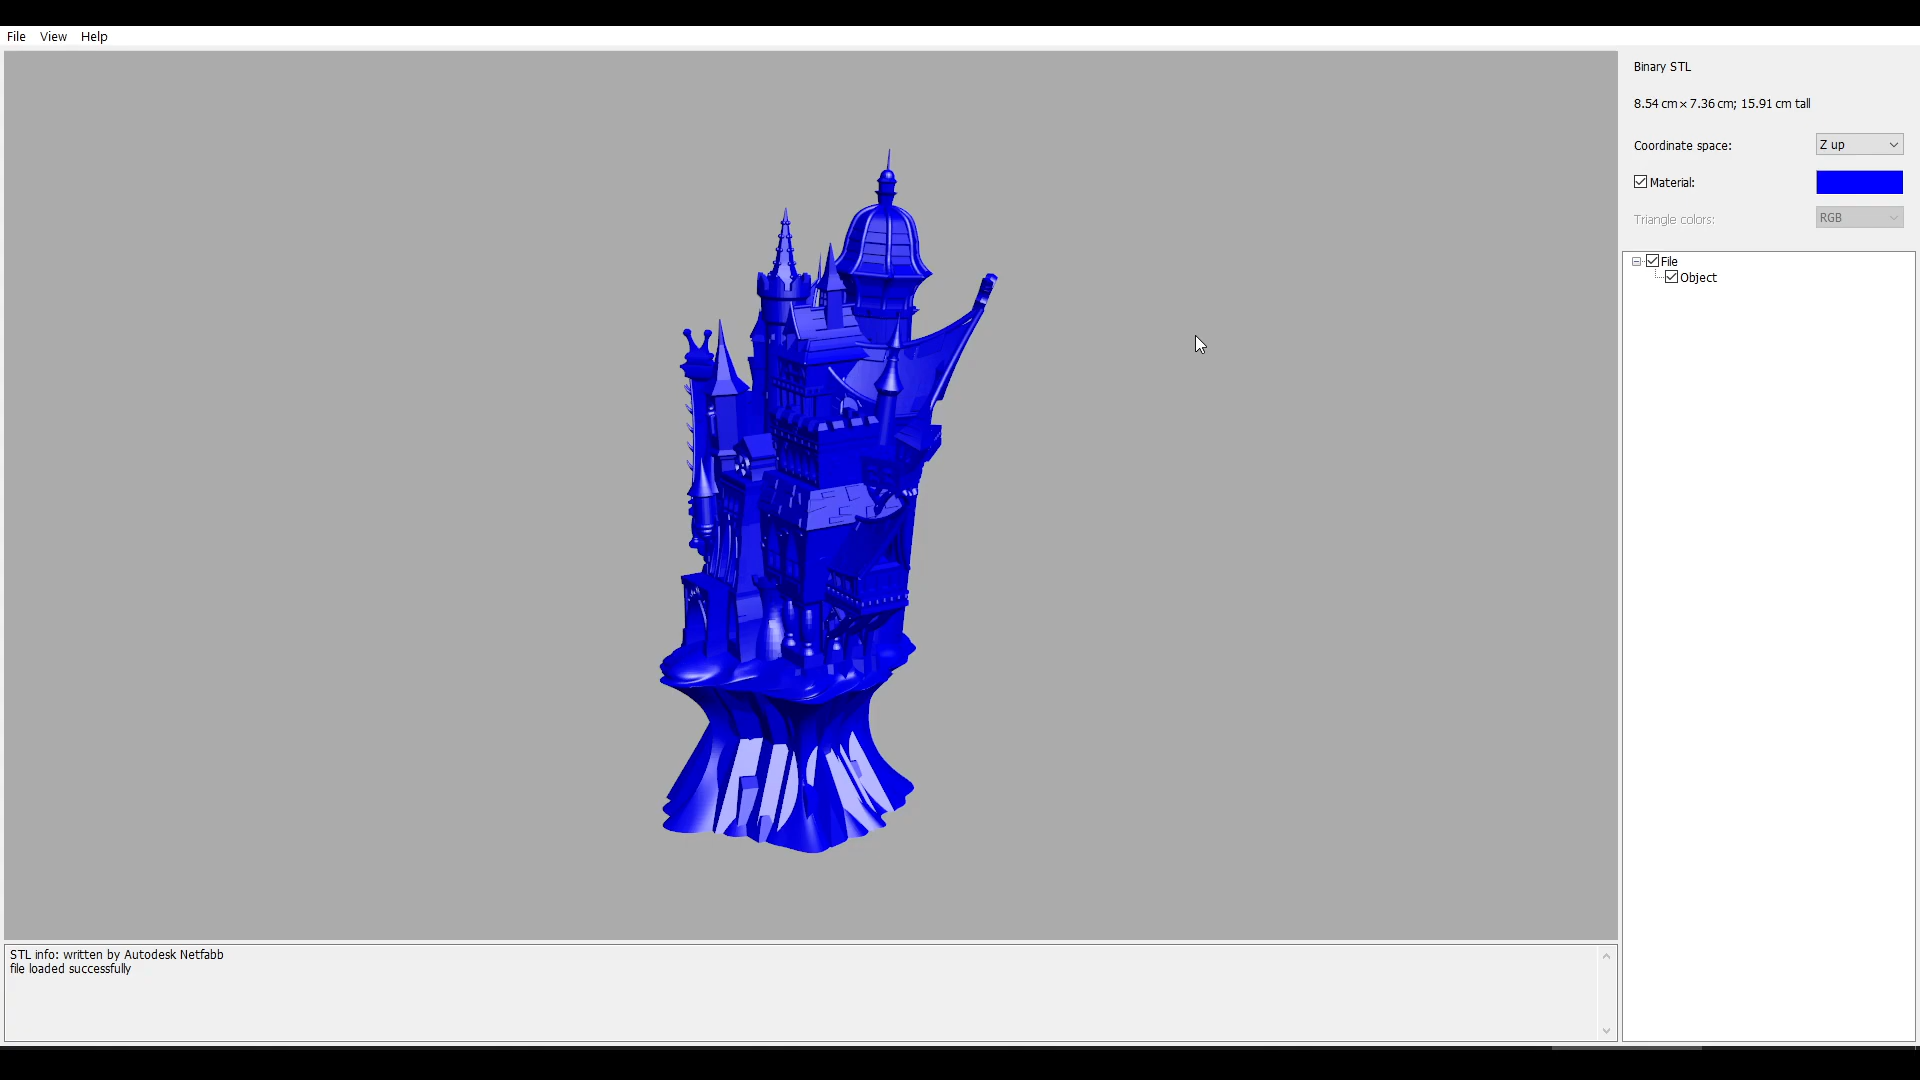 File View Help
Binary STL
8.54 cm × 7.36 cm; 15.91 cm tall
Coordinate space: Z up
Material:
Triangle colors: RGB
File
Object
STL info: written by Autodesk Netfabb
file loaded successfully